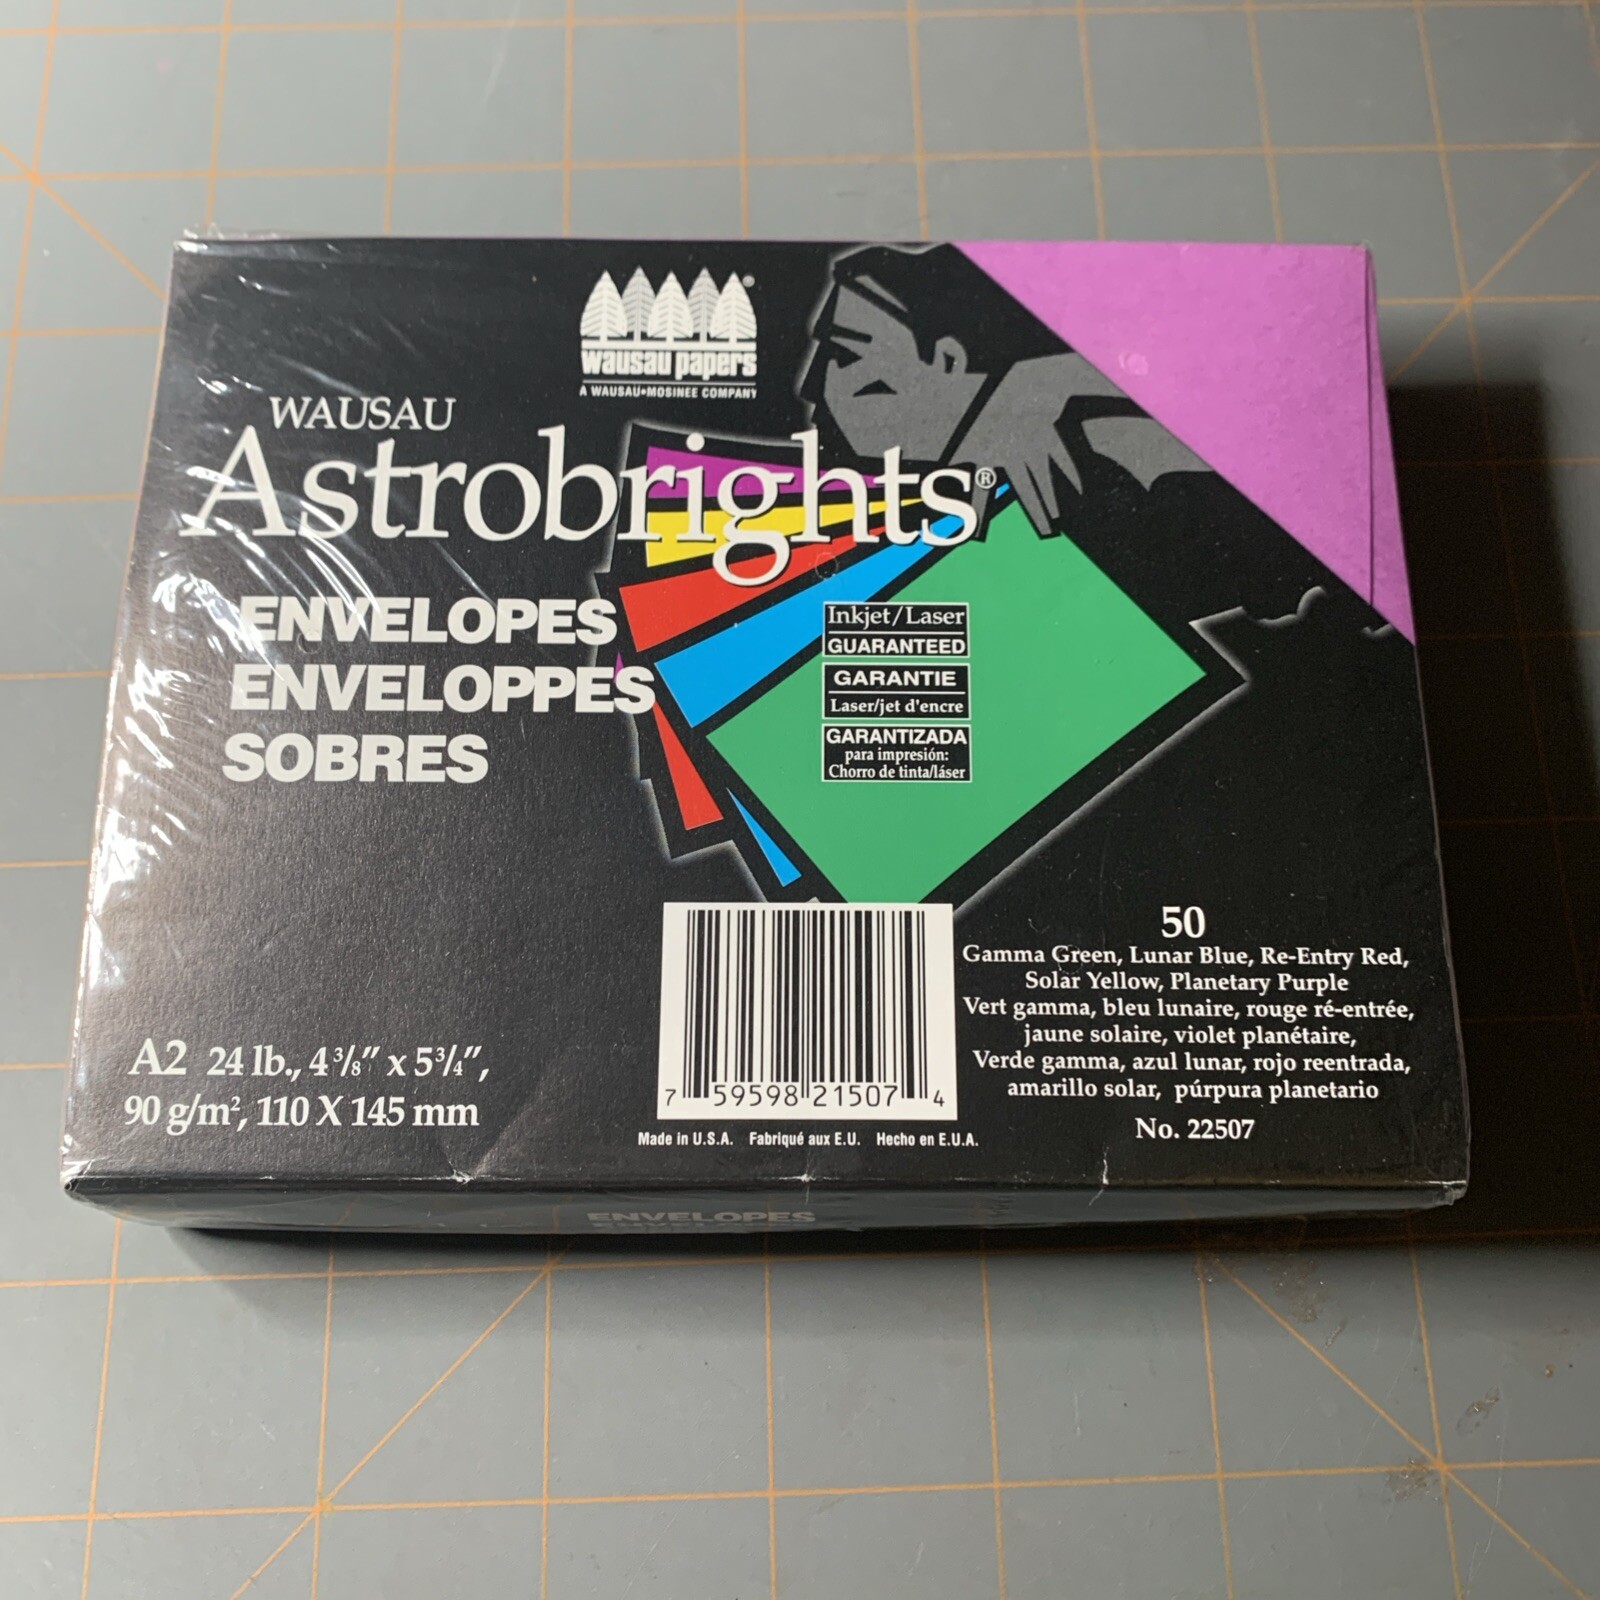 wausau papers®
A WAUSAU-MOSINEE COMPANY
WAUSAU
Astrobrights®
ENVELOPES
ENVELOPPES
SOBRES
Inkjet/Laser
GUARANTEED
GARANTIE
Laser/jet d'encre
GARANTIZADA
para impresión:
Chorro de tinta/láser
A2 24 lb., 4 3/8" x 5 3/4",
90 g/m², 110 X 145 mm
7 59598 21507 4
Made in U.S.A. Fabriqué aux E.U. Hecho en E.U.A.
50
Gamma Green, Lunar Blue, Re-Entry Red,
Solar Yellow, Planetary Purple
Vert gamma, bleu lunaire, rouge ré-entrée,
jaune solaire, violet planétaire,
Verde gamma, azul lunar, rojo reentrada,
amarillo solar, púrpura planetario
No. 22507
ENVELOPES